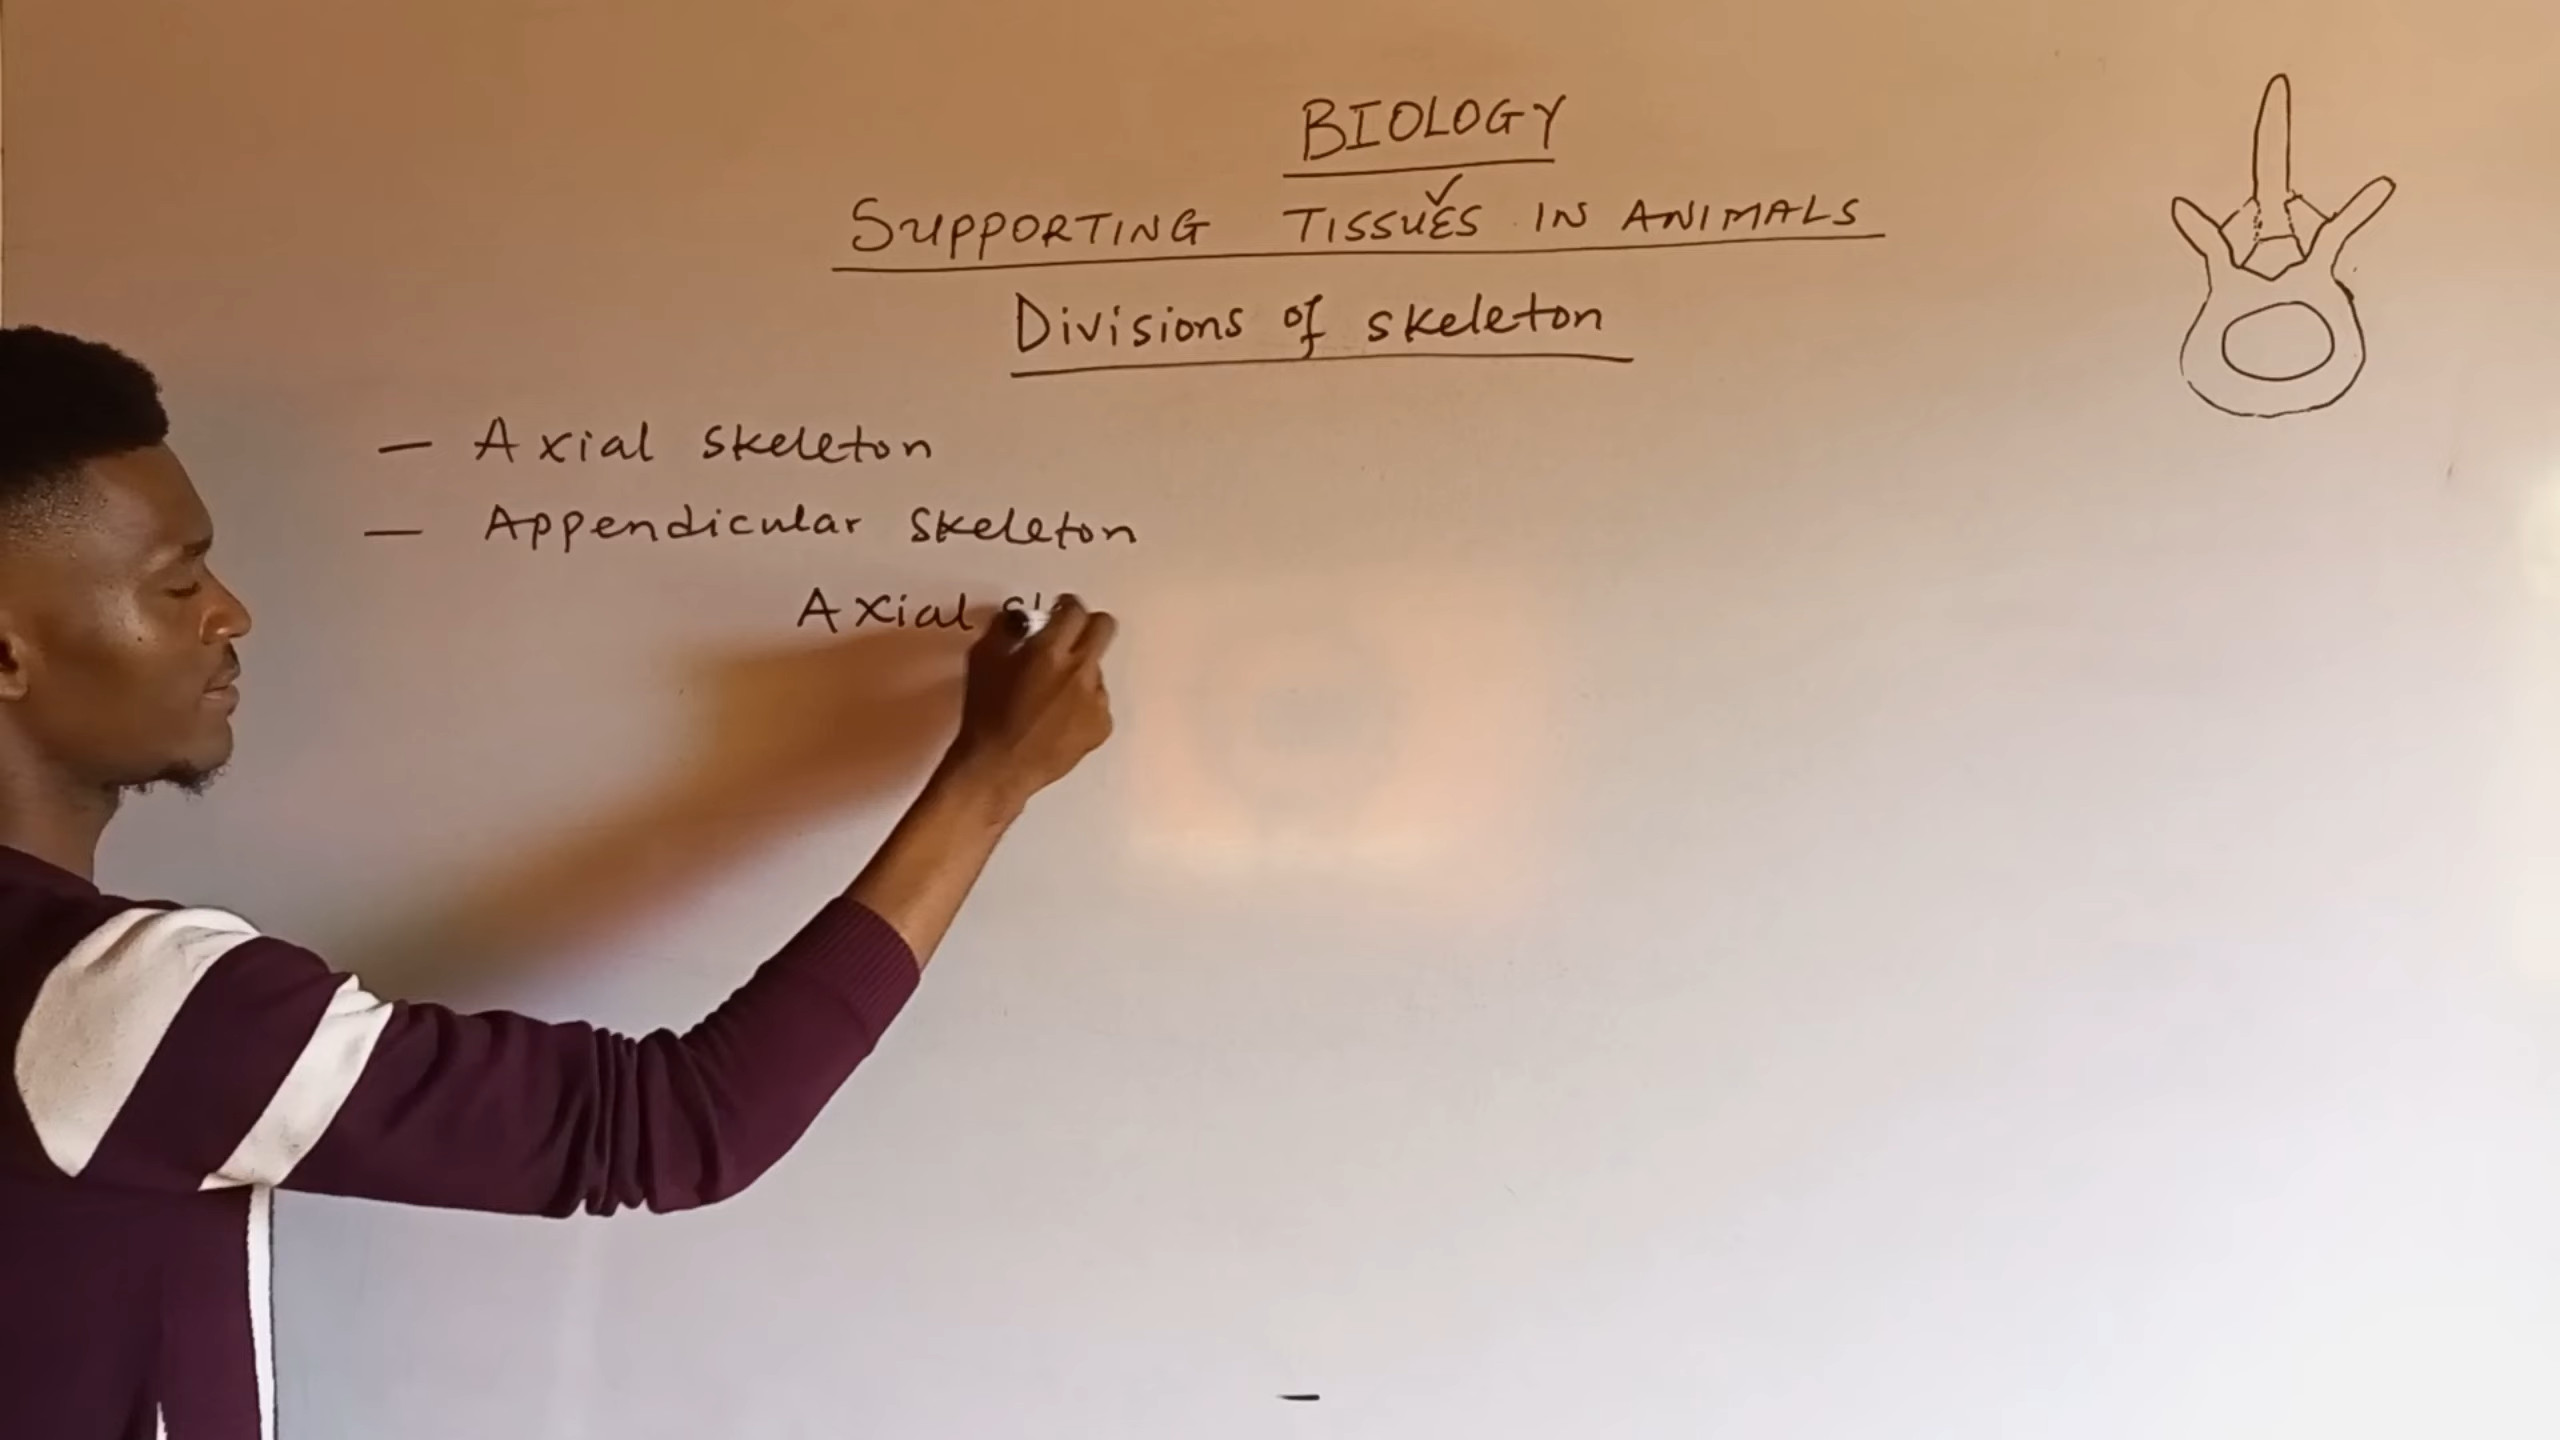 BIOLOGY
SUPPORTING TISSUES IN ANIMALS
Divisions of skeleton
— Axial skeleton
— Appendicular skeleton
Axial